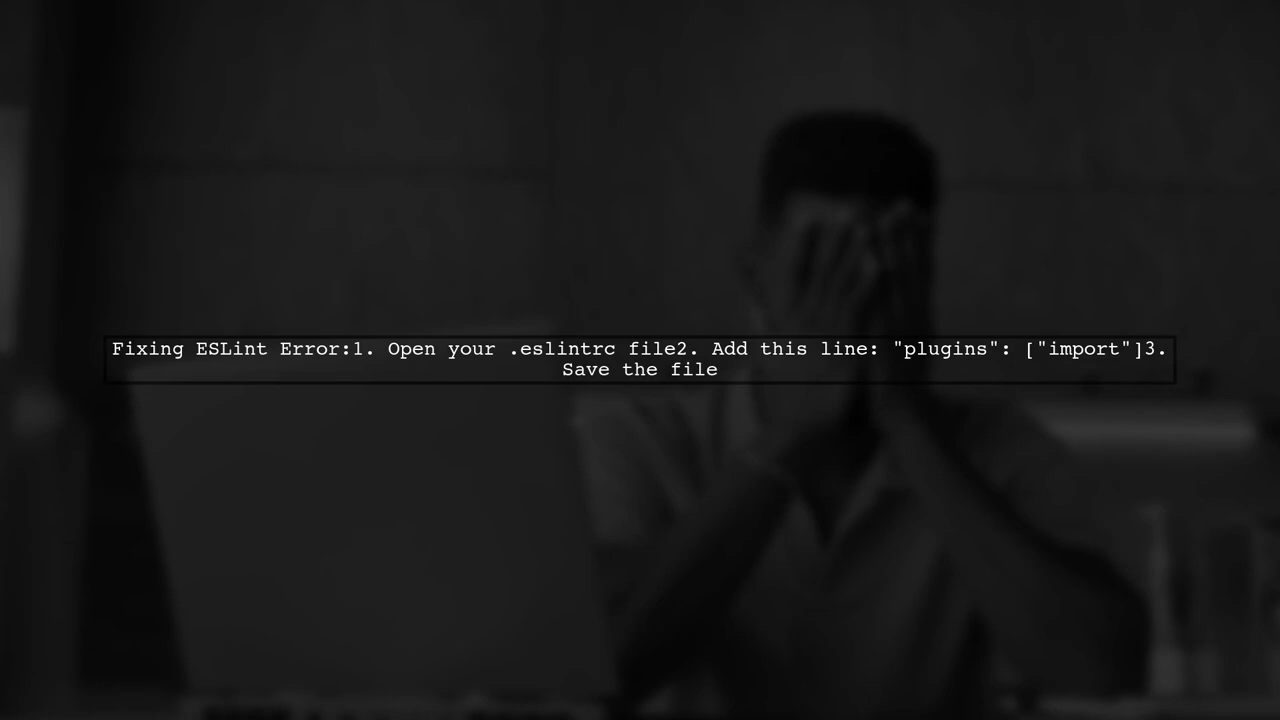 Fixing ESLint Error:1. Open your .eslintrc file2. Add this line: "plugins": ["import"]3.
Save the file